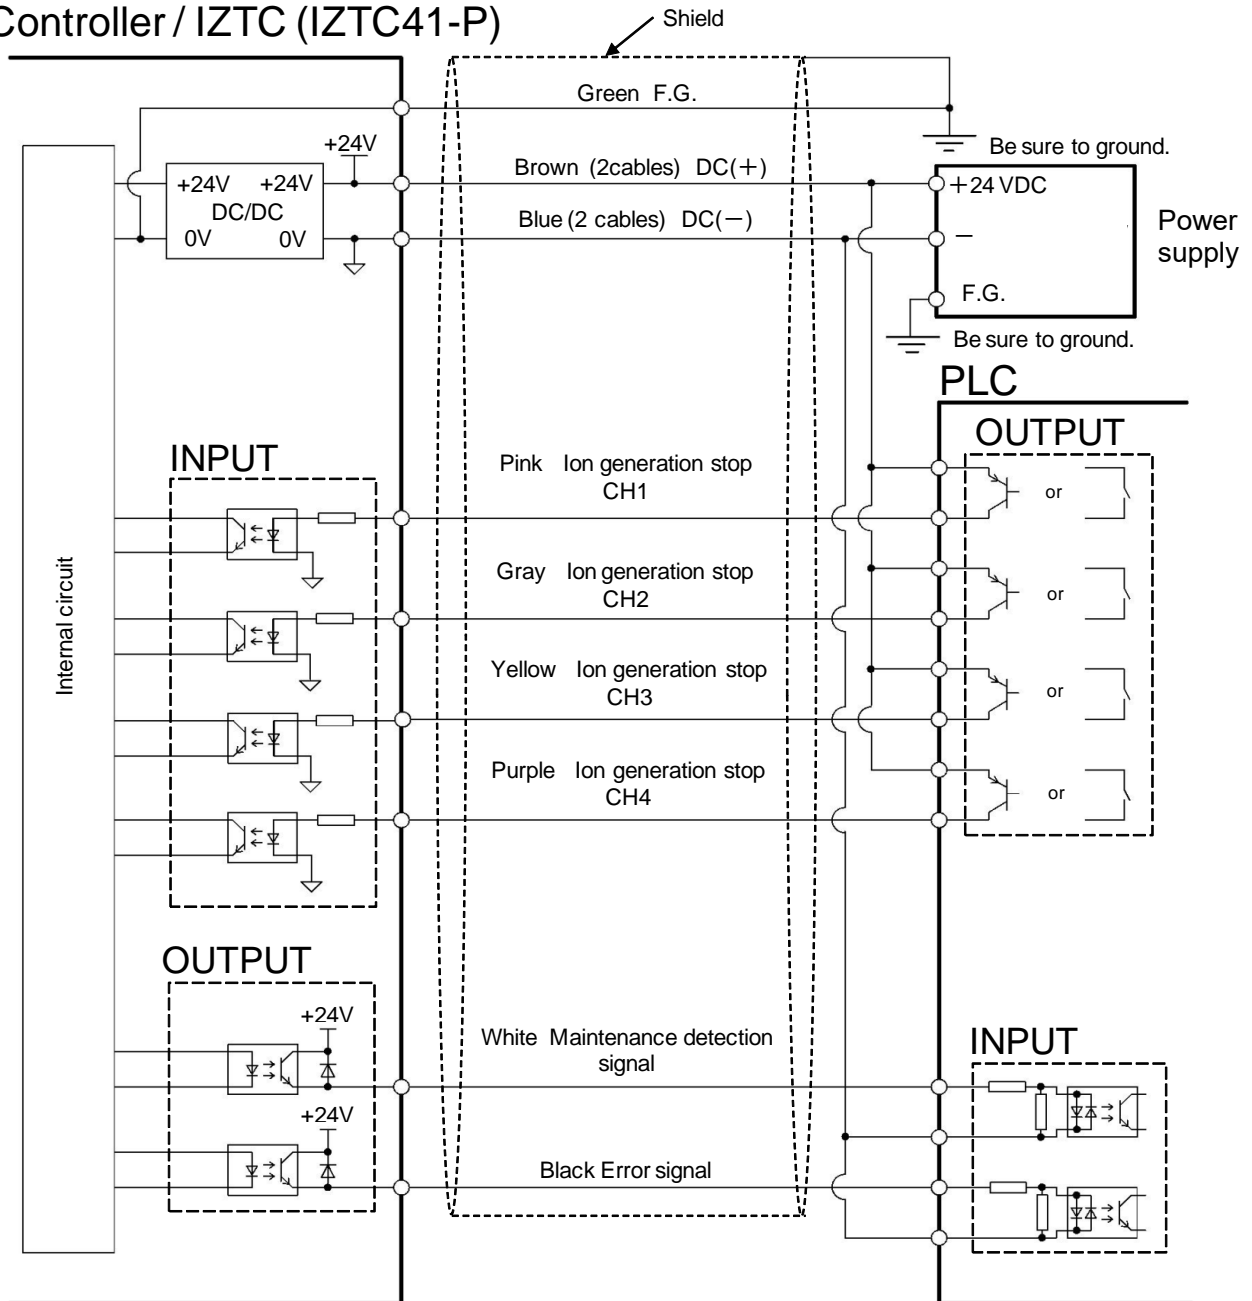 Controller / IZTC (IZTC41-P)
Shield
Green F.G.
Be sure to ground.
+24V
Brown (2cables) DC(+)
+24V +24V
DC/DC
0V 0V
Blue (2 cables) DC(−)
+24 VDC
−
F.G.
Power
supply
Be sure to ground.
PLC
OUTPUT
INPUT
Pink Ion generation stop
CH1
or
Gray Ion generation stop
CH2
or
Internal circuit
Yellow Ion generation stop
CH3
or
Purple Ion generation stop
CH4
or
OUTPUT
+24V
White Maintenance detection
signal
INPUT
+24V
Black Error signal